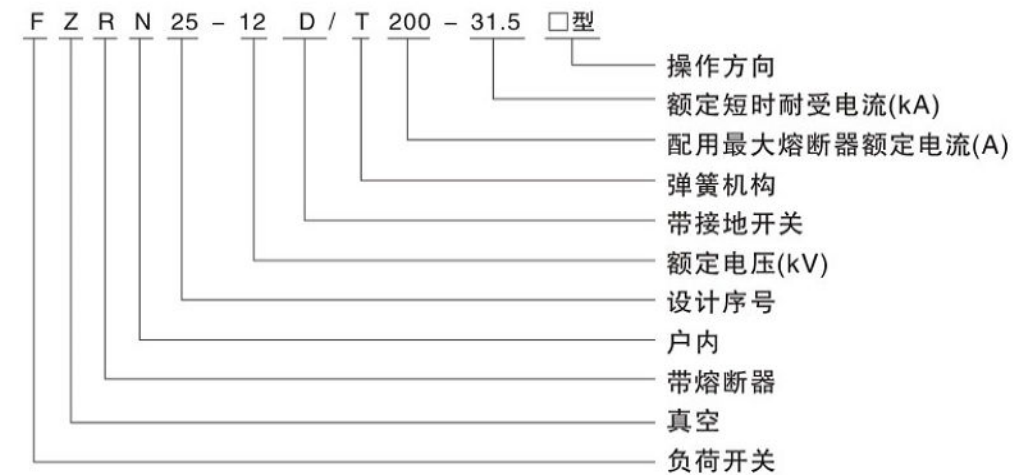 F Z R N 25 - 12 D / T 200 - 31.5 □型
操作方向
额定短时耐受电流(kA)
配用最大熔断器额定电流(A)
弹簧机构
带接地开关
额定电压(kV)
设计序号
户内
带熔断器
真空
负荷开关